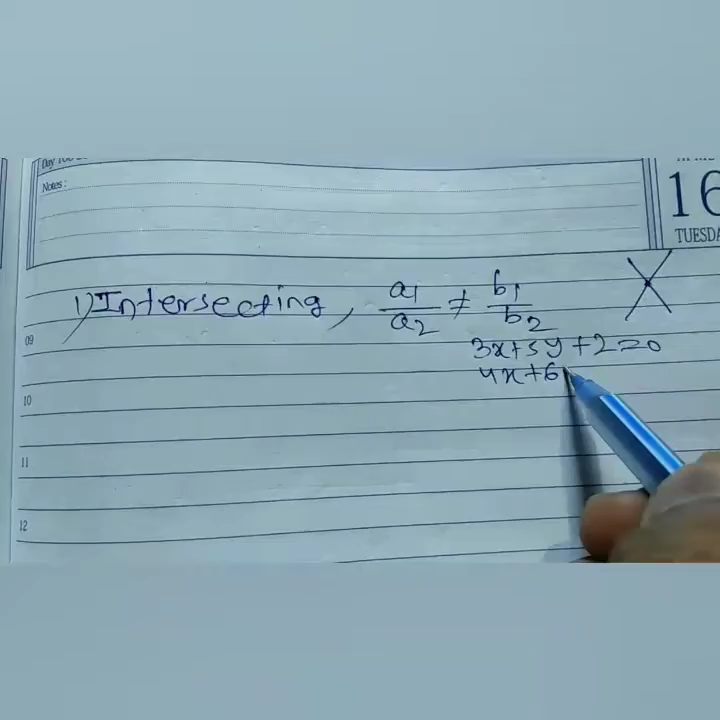 Notes:
16
TUESDA
1) Intersecting, a1/a2 ≠ b1/b2
09
3x+5y+2=0
4x+6
10
11
12